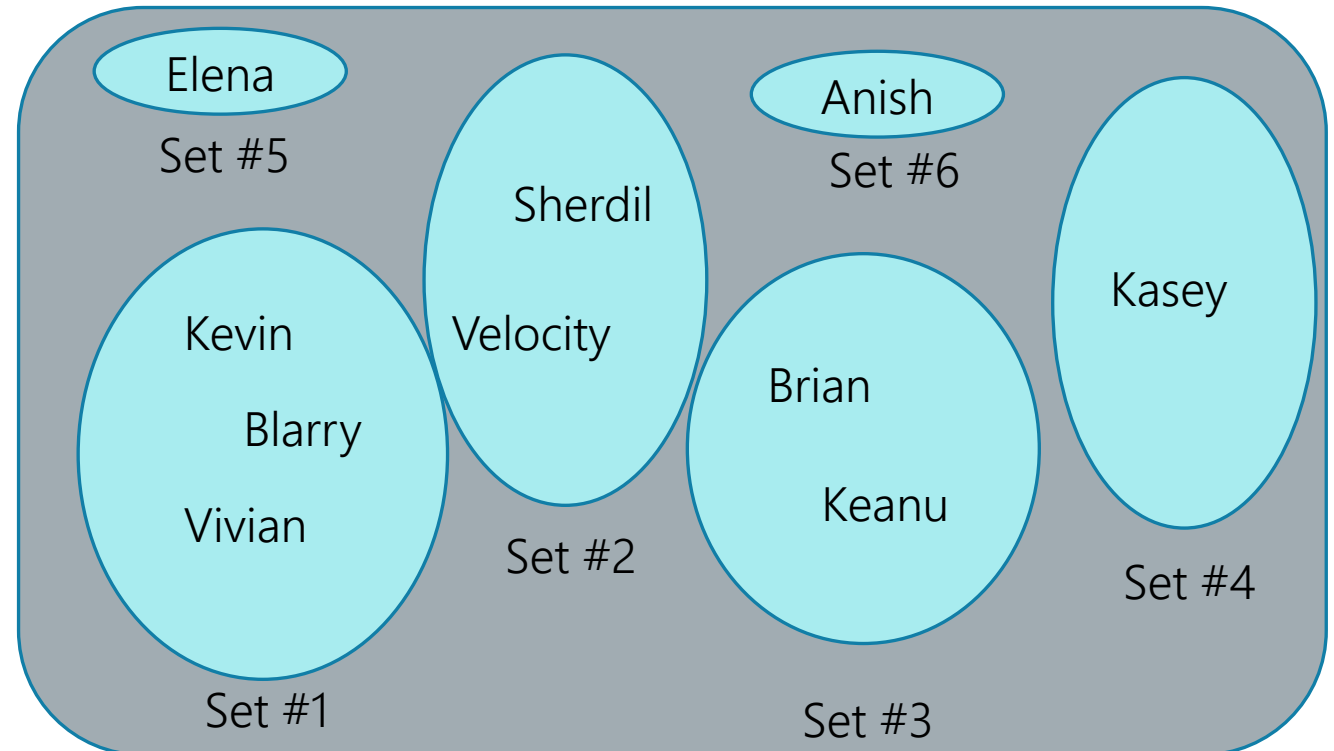 Elena
Set #5
Kevin
Blarry
Vivian
Set #1
Sherdil
Velocity
Set #2
Anish
Set #6
Brian
Keanu
Set #3
Kasey
Set #4